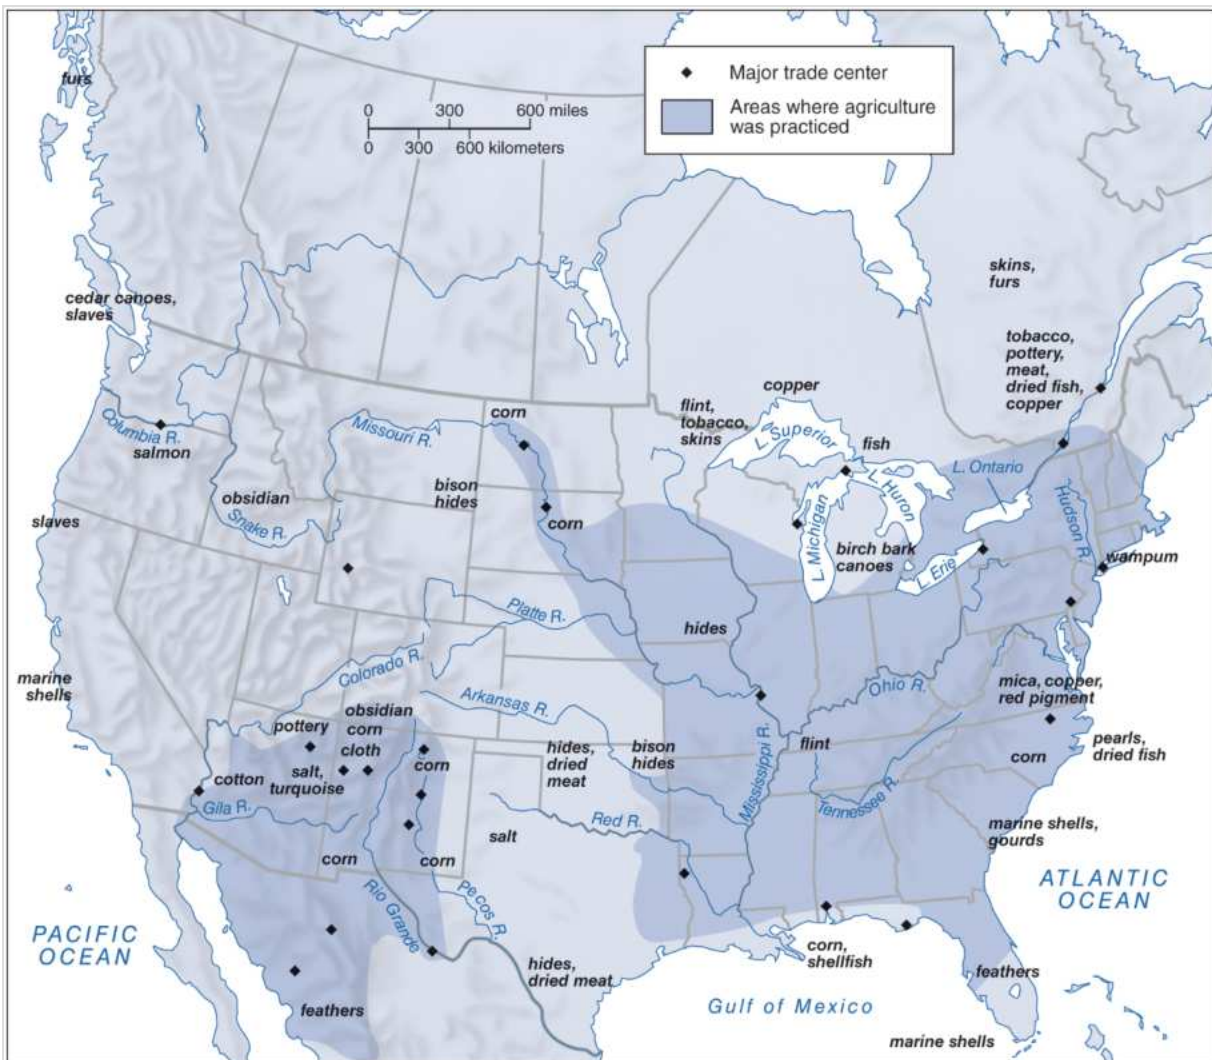 Major trade center
Areas where agriculture
was practiced
0 300 600 miles
0 300 600 kilometers
furs
cedar canoes,
slaves
skins,
furs
tobacco,
pottery,
meat,
dried fish,
copper
copper
flint,
tobacco,
skins
L. Superior
fish
L. Ontario
L. Huron
L. Michigan
L. Erie
Hudson R.
birch bark
canoes
wampum
corn
Missouri R.
Columbia R.
salmon
bison
hides
corn
obsidian
Snake R.
slaves
Platte R.
hides
Colorado R.
marine
shells
Arkansas R.
Ohio R.
mica, copper,
red pigment
pearls,
dried fish
obsidian
corn
cloth
pottery
hides,
dried
meat
bison
hides
flint
corn
corn
cotton
salt,
turquoise
Gila R.
Mississippi R.
Tennessee R.
Red R.
salt
marine shells,
gourds
corn
corn
Rio Grande
Pecos R.
ATLANTIC
OCEAN
PACIFIC
OCEAN
corn,
shellfish
hides,
dried meat
feathers
feathers
Gulf of Mexico
marine shells